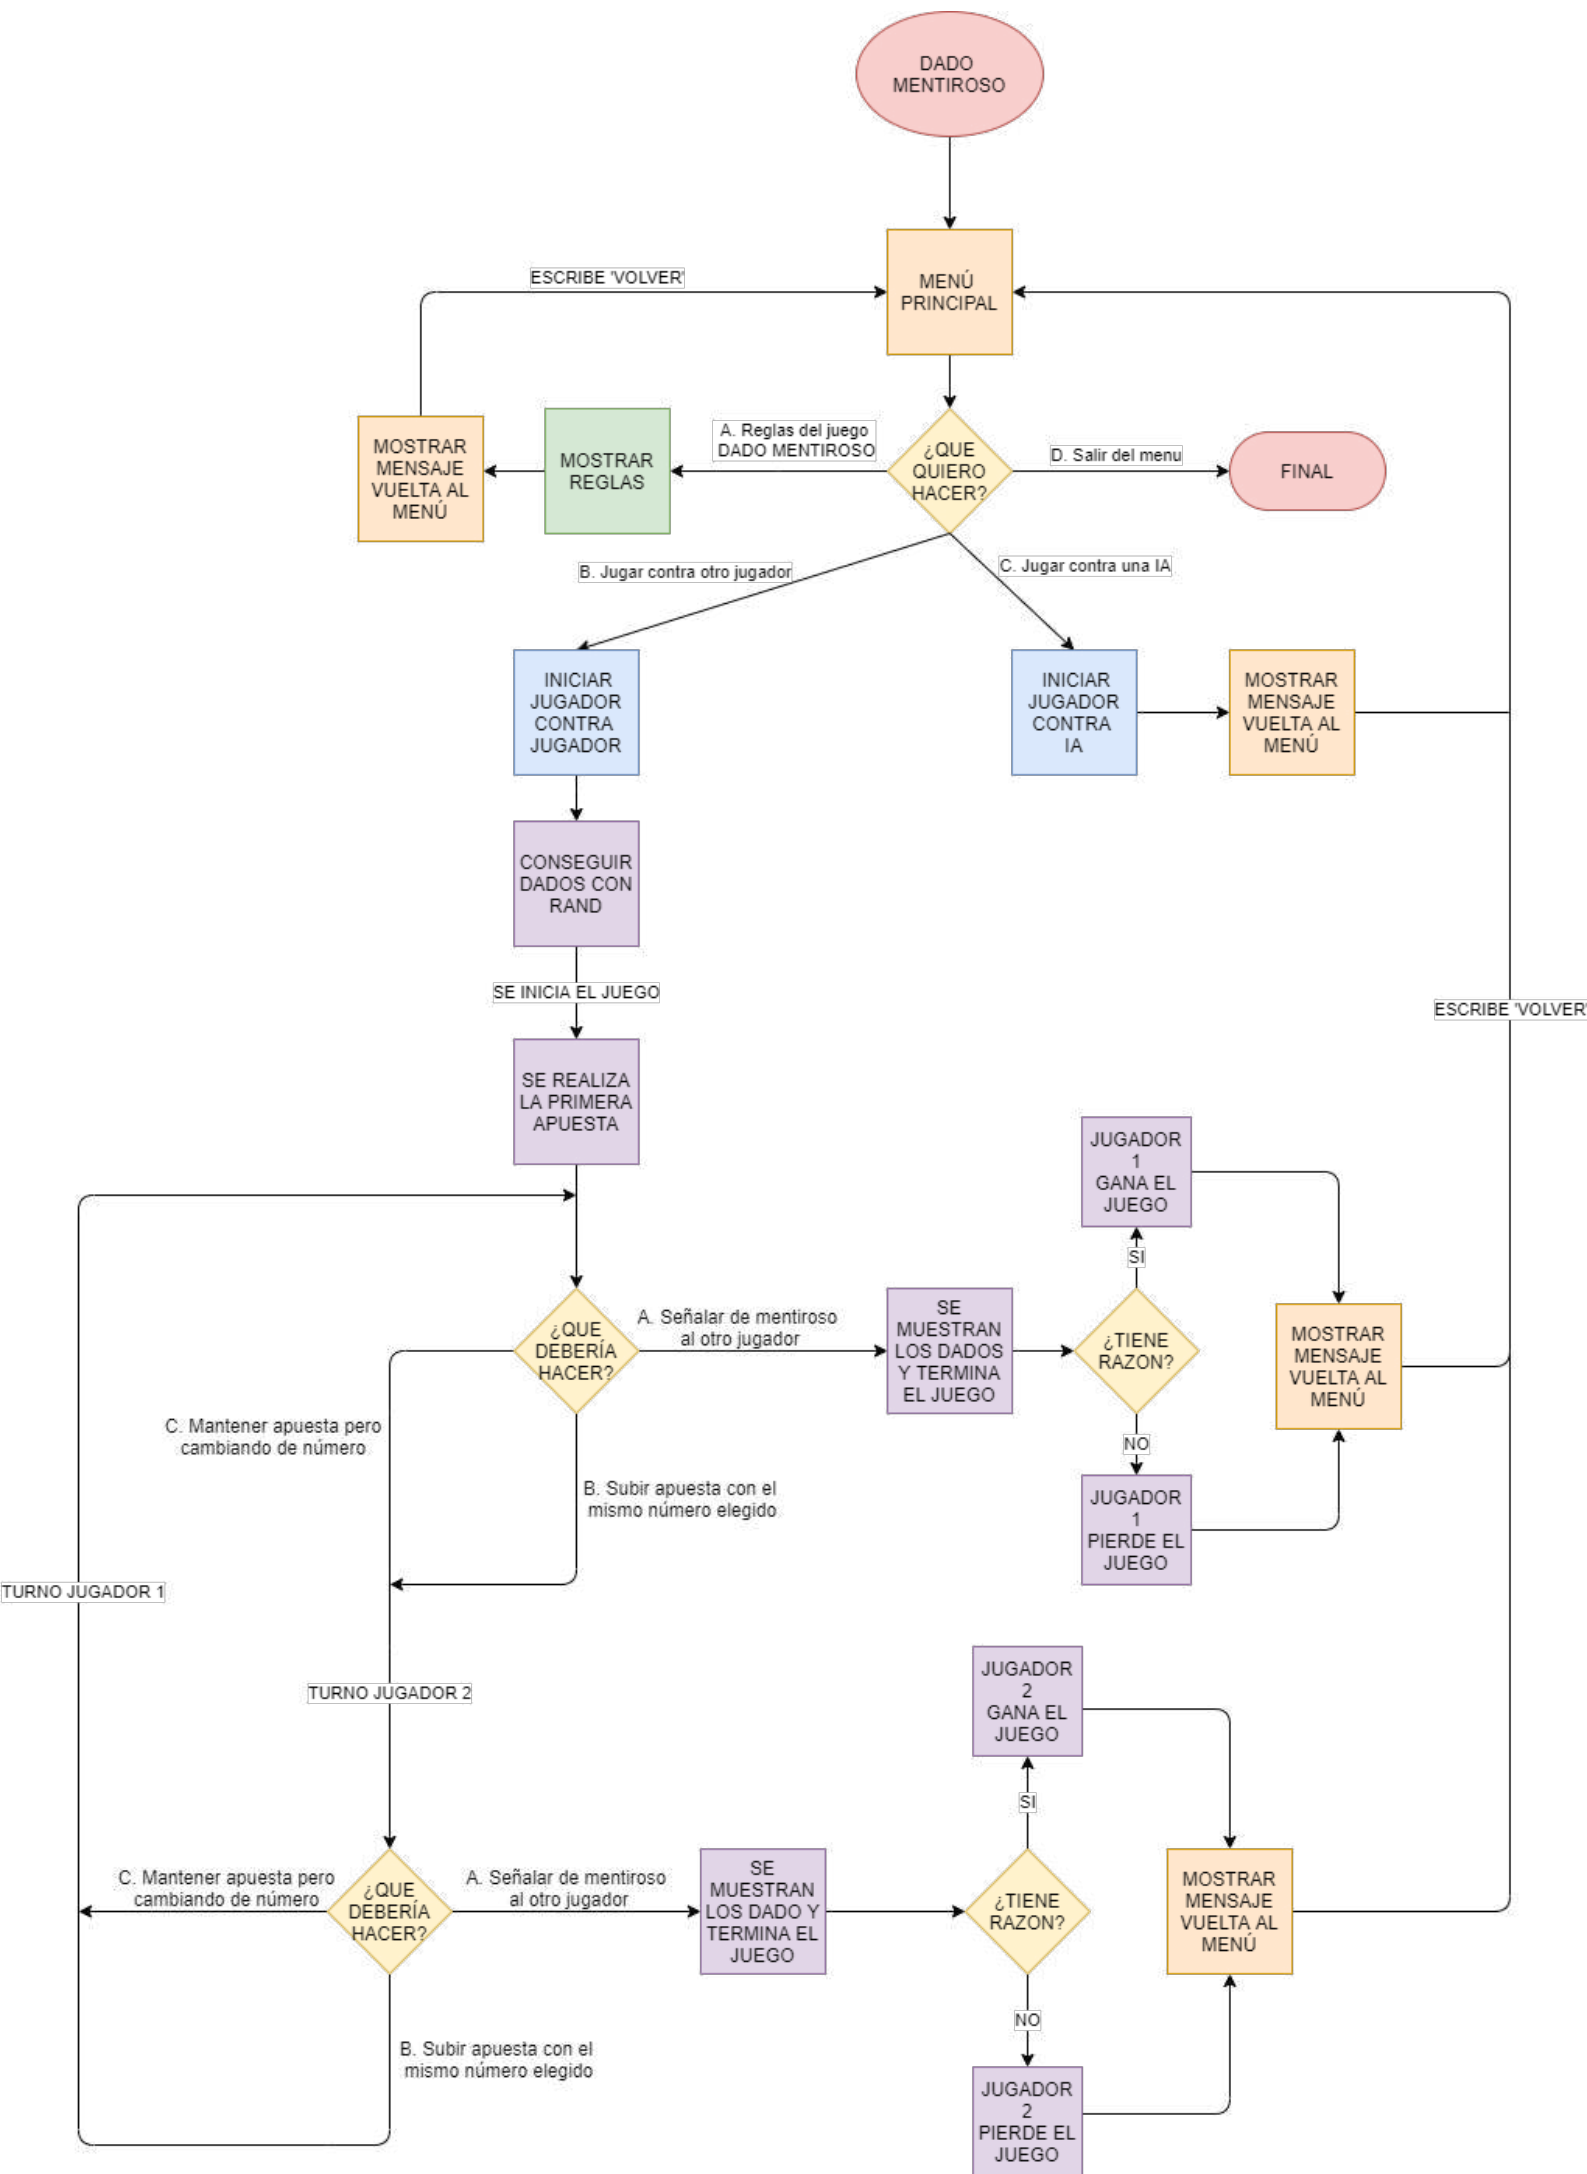 DADO
MENTIROSO
ESCRIBE 'VOLVER'
MENÚ
PRINCIPAL
MOSTRAR
MENSAJE
VUELTA AL
MENÚ
MOSTRAR
REGLAS
A. Reglas del juego
DADO MENTIROSO
¿QUE
QUIERO
HACER?
D. Salir del menu
FINAL
B. Jugar contra otro jugador
C. Jugar contra una IA
INICIAR
JUGADOR
CONTRA
JUGADOR
INICIAR
JUGADOR
CONTRA
IA
MOSTRAR
MENSAJE
VUELTA AL
MENÚ
CONSEGUIR
DADOS CON
RAND
SE INICIA EL JUEGO
ESCRIBE 'VOLVER'
SE REALIZA
LA PRIMERA
APUESTA
JUGADOR
1
GANA EL
JUEGO
SI
¿QUE
DEBERÍA
HACER?
A. Señalar de mentiroso
al otro jugador
SE
MUESTRAN
LOS DADOS
Y TERMINA
EL JUEGO
¿TIENE
RAZON?
MOSTRAR
MENSAJE
VUELTA AL
MENÚ
C. Mantener apuesta pero
cambiando de número
NO
B. Subir apuesta con el
mismo número elegido
JUGADOR
1
PIERDE EL
JUEGO
TURNO JUGADOR 1
TURNO JUGADOR 2
JUGADOR
2
GANA EL
JUEGO
SI
C. Mantener apuesta pero
cambiando de número
¿QUE
DEBERÍA
HACER?
A. Señalar de mentiroso
al otro jugador
SE
MUESTRAN
LOS DADO Y
TERMINA EL
JUEGO
¿TIENE
RAZON?
MOSTRAR
MENSAJE
VUELTA AL
MENÚ
NO
B. Subir apuesta con el
mismo número elegido
JUGADOR
2
PIERDE EL
JUEGO